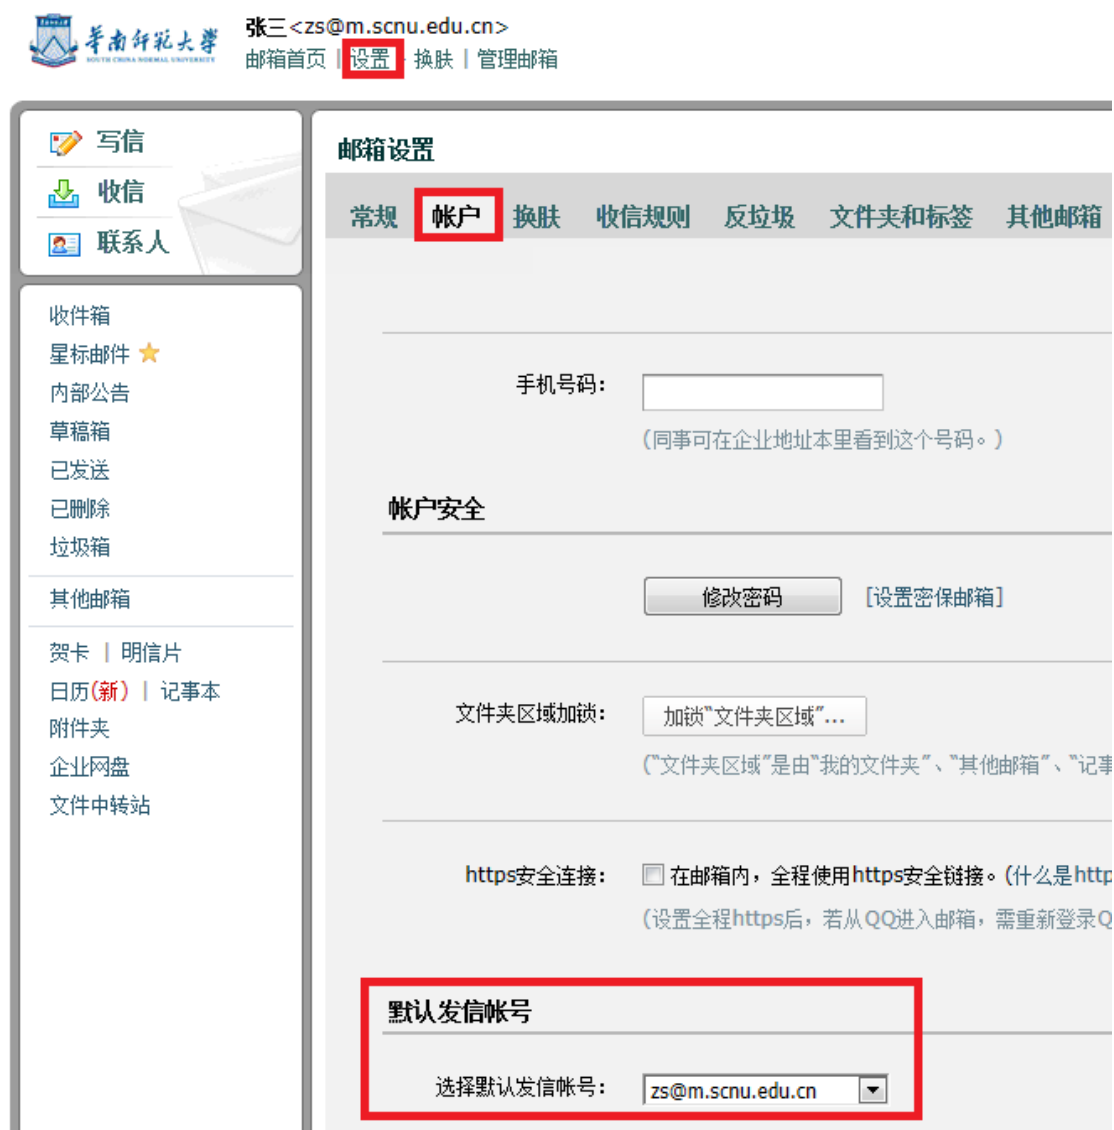 华南师范大学
SOUTH CHINA NORMAL UNIVERSITY
张三<zs@m.scnu.edu.cn>
邮箱首页 | 设置 · 换肤 | 管理邮箱
写信
收信
联系人
收件箱
星标邮件
内部公告
草稿箱
已发送
已删除
垃圾箱
其他邮箱
贺卡 | 明信片
日历(新) | 记事本
附件夹
企业网盘
文件中转站
邮箱设置
常规 帐户 换肤 收信规则 反垃圾 文件夹和标签 其他邮箱
手机号码：
(同事可在企业地址本里看到这个号码。)
帐户安全
修改密码 [设置密保邮箱]
文件夹区域加锁： 加锁“文件夹区域”...
(“文件夹区域”是由“我的文件夹”、“其他邮箱”、“记事
https安全连接： 在邮箱内，全程使用https安全链接。(什么是http
(设置全程https后，若从QQ进入邮箱，需重新登录Q
默认发信帐号
选择默认发信帐号： zs@m.scnu.edu.cn